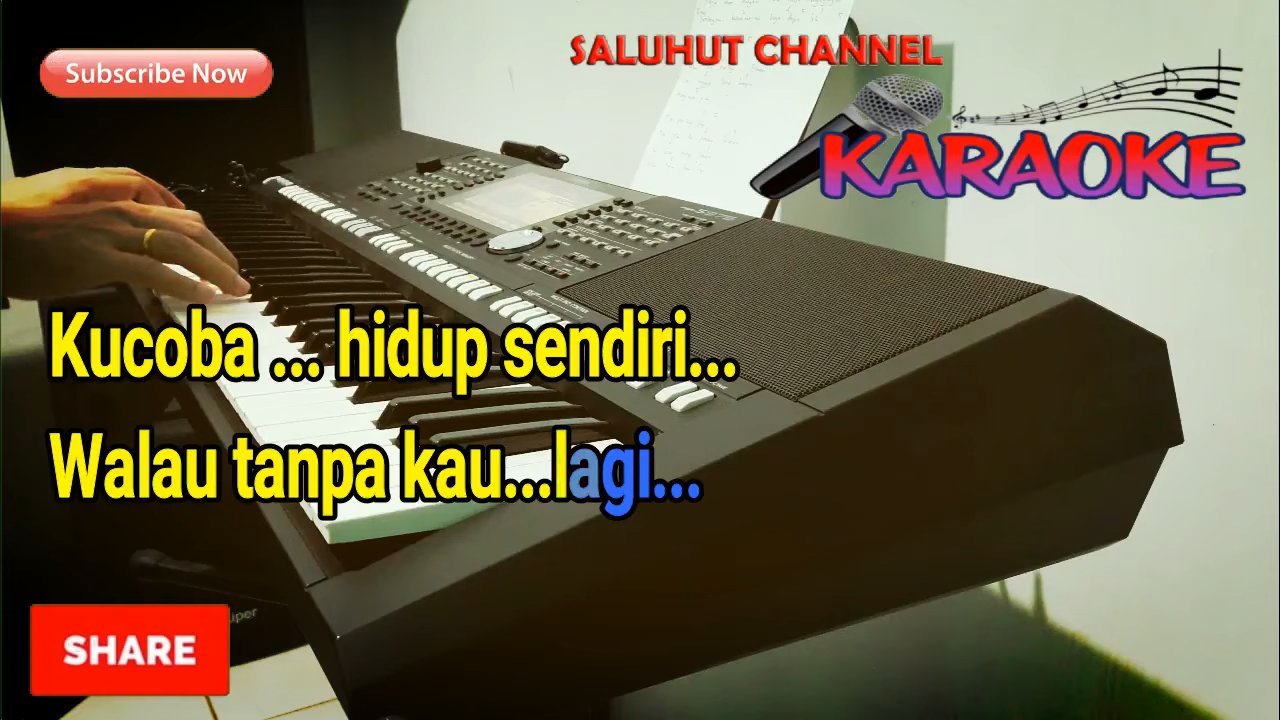 SALUHUT CHANNEL
Subscribe Now
KARAOKE
Kucoba ... hidup sendiri...
Walau tanpa kau...lagi...
SHARE